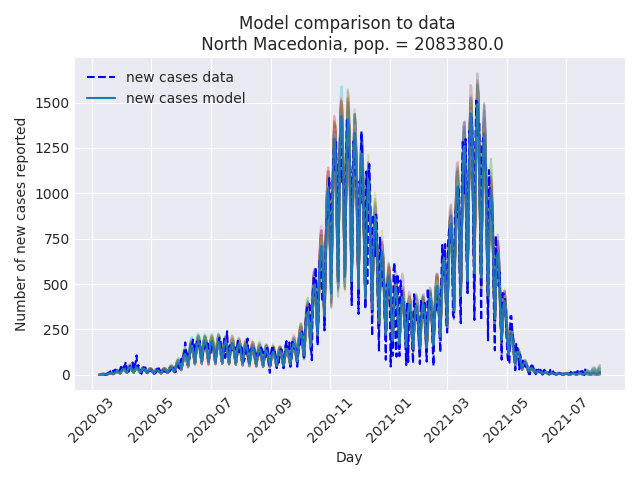 Model comparison to data
North Macedonia, pop. = 2083380.0
new cases data
new cases model
Number of new cases reported
1500
1250
1000
750
500
250
0
2020-03
2020-05
2020-07
2020-09
2020-11
2021-01
2021-03
2021-05
2021-07
Day